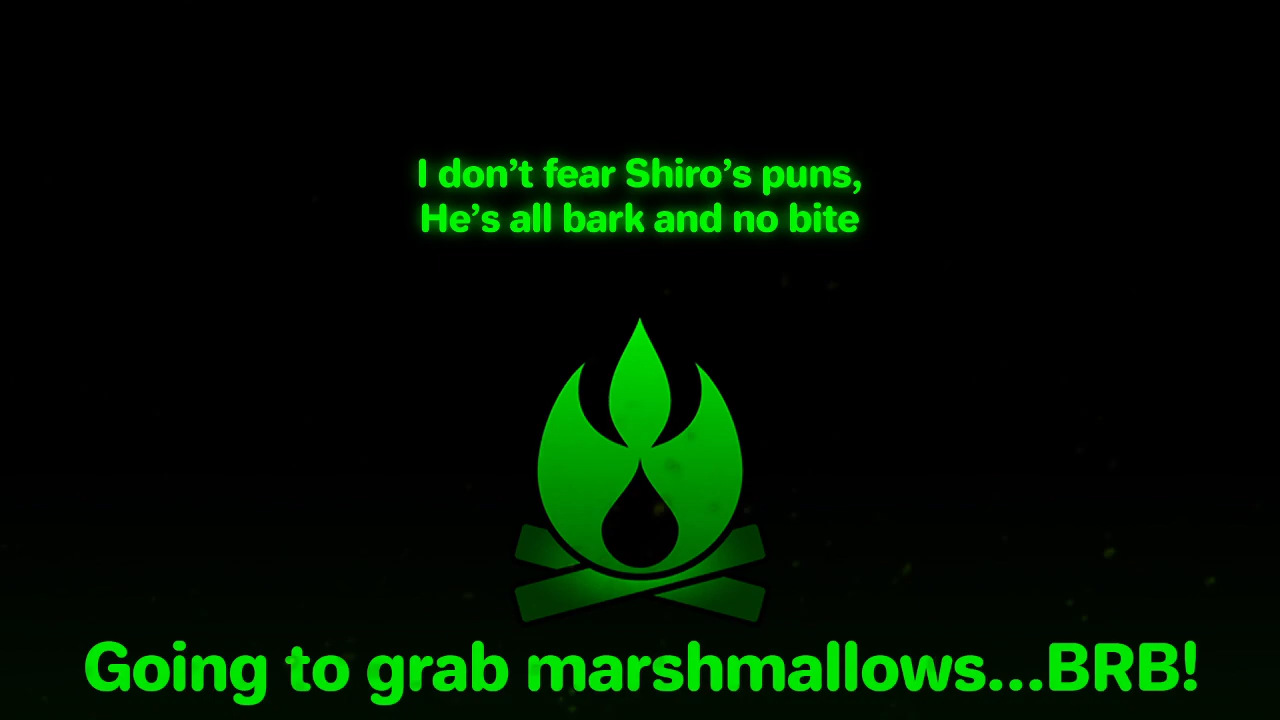 I don’t fear Shiro’s puns,
He’s all bark and no bite
Going to grab marshmallows...BRB!